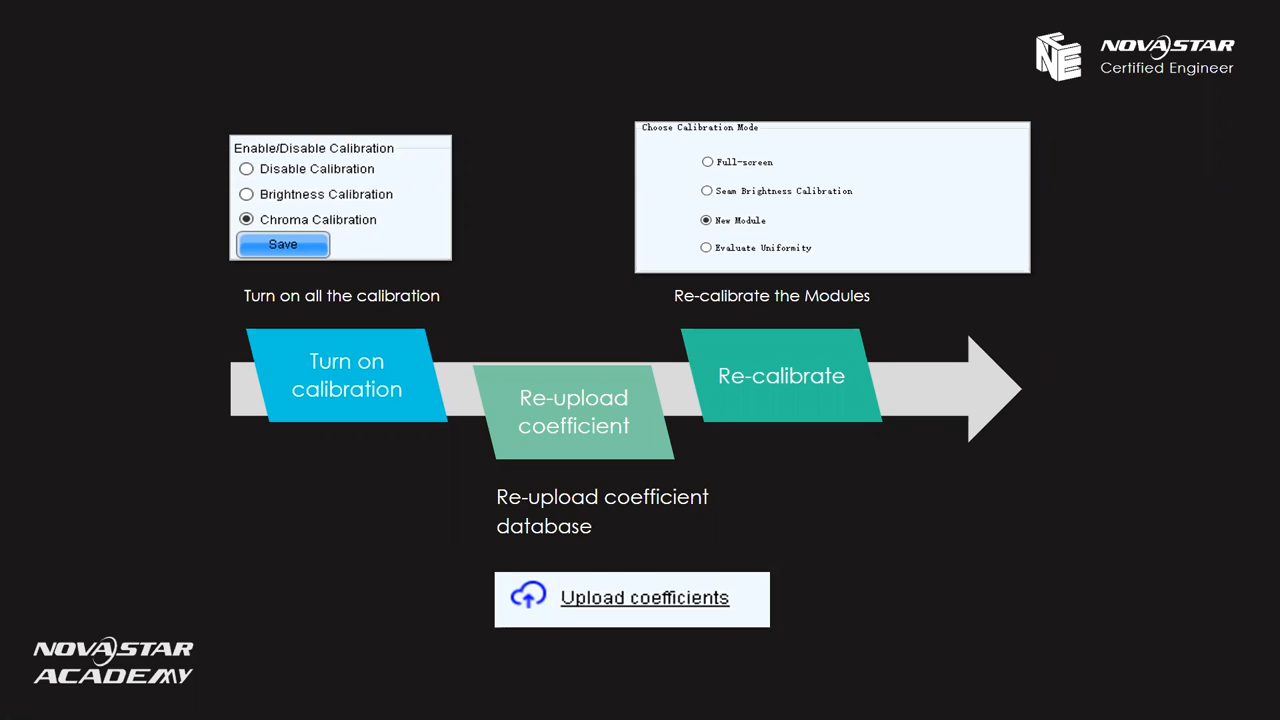 NOVASTAR
Certified Engineer
Enable/Disable Calibration
Disable Calibration
Brightness Calibration
Chroma Calibration
Save
Choose Calibration Mode
Full-screen
Seam Brightness Calibration
New Module
Evaluate Uniformity
Turn on all the calibration
Re-calibrate the Modules
Turn on
calibration
Re-upload
coefficient
Re-calibrate
Re-upload coefficient
database
Upload coefficients
NOVASTAR
ACADEMY